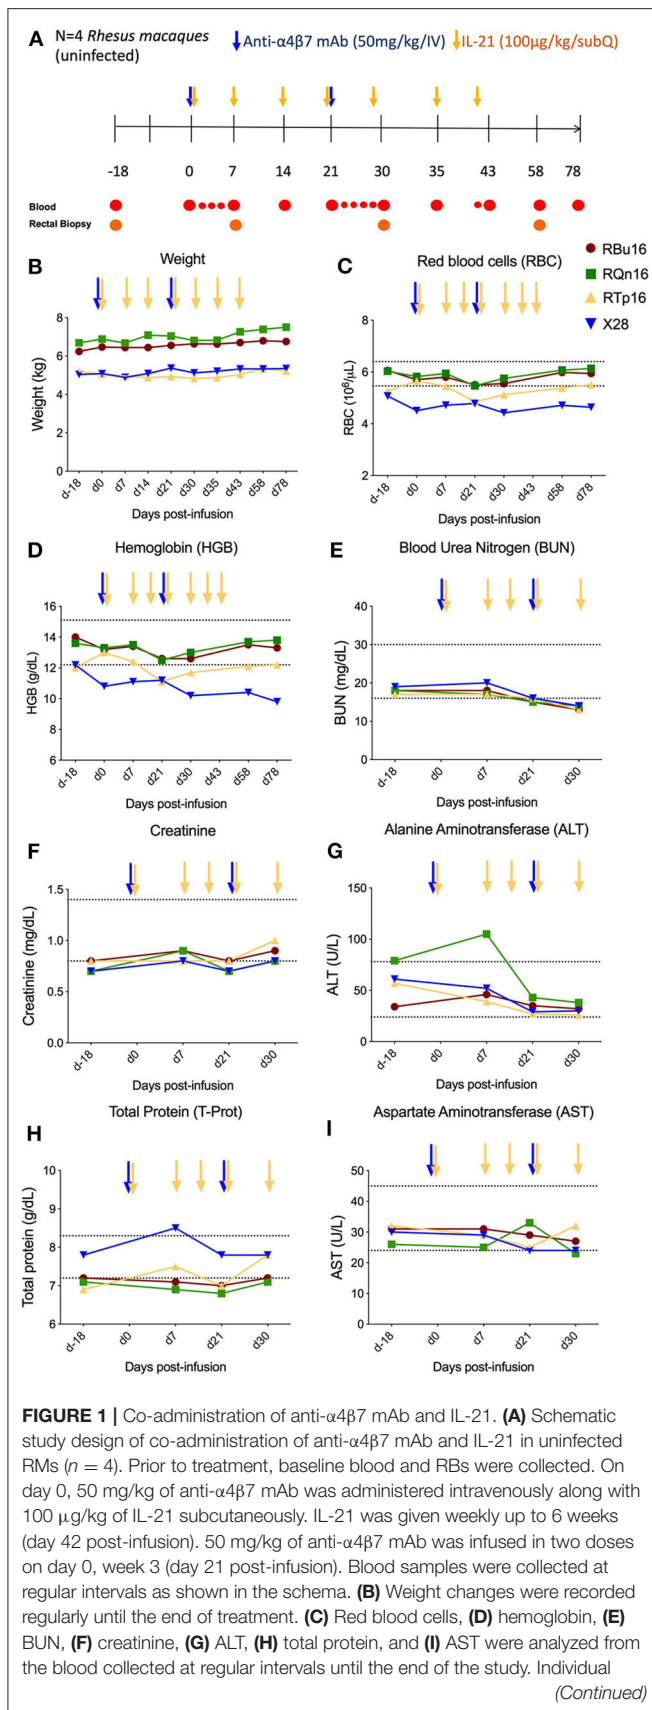 A N=4 Rhesus macaques
(uninfected)
Anti-α4β7 mAb (50mg/kg/IV) IL-21 (100µg/kg/subQ)
-18 0 7 14 21 30 35 43 58 78
Blood
Rectal Biopsy
RBu16
RQn16
RTp16
X28
B Weight
Weight (kg)
8
6
4
2
0
d-18 d0 d7 d14 d21 d30 d35 d43 d58 d78
Days post-infusion
C Red blood cells (RBC)
RBC (10⁶/µL)
8
6
4
2
d-18 d0 d7 d21 d30 d43 d58 d78
Days post-infusion
D Hemoglobin (HGB)
HGB (g/dL)
16
14
12
10
8
6
d-18 d0 d7 d21 d30 d43 d58 d78
Days post-infusion
E Blood Urea Nitrogen (BUN)
BUN (mg/dL)
40
30
20
10
0
d-18 d0 d7 d21 d30
Days post-infusion
F Creatinine
Creatinine (mg/dL)
1.5
1.0
0.5
0.0
d-18 d0 d7 d21 d30
Days post-infusion
G Alanine Aminotransferase (ALT)
ALT (U/L)
150
100
50
0
d-18 d0 d7 d21 d30
Days post-infusion
H Total Protein (T-Prot)
Total protein (g/dL)
10
9
8
7
6
d-18 d0 d7 d21 d30
Days post-infusion
I Aspartate Aminotransferase (AST)
AST (U/L)
50
40
30
20
10
0
d-18 d0 d7 d21 d30
Days post-infusion
FIGURE 1 | Co-administration of anti-α4β7 mAb and IL-21. (A) Schematic
study design of co-administration of anti-α4β7 mAb and IL-21 in uninfected
RMs (n = 4). Prior to treatment, baseline blood and RBs were collected. On
day 0, 50 mg/kg of anti-α4β7 mAb was administered intravenously along with
100 µg/kg of IL-21 subcutaneously. IL-21 was given weekly up to 6 weeks
(day 42 post-infusion). 50 mg/kg of anti-α4β7 mAb was infused in two doses
on day 0, week 3 (day 21 post-infusion). Blood samples were collected at
regular intervals as shown in the schema. (B) Weight changes were recorded
regularly until the end of treatment. (C) Red blood cells, (D) hemoglobin, (E)
BUN, (F) creatinine, (G) ALT, (H) total protein, and (I) AST were analyzed from
the blood collected at regular intervals until the end of the study. Individual
(Continued)